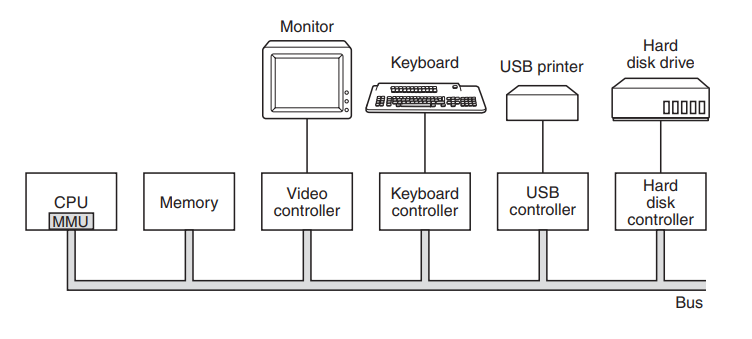 Monitor
Keyboard
USB printer
Hard
disk drive
CPU
MMU
Memory
Video
controller
Keyboard
controller
USB
controller
Hard
disk
controller
Bus